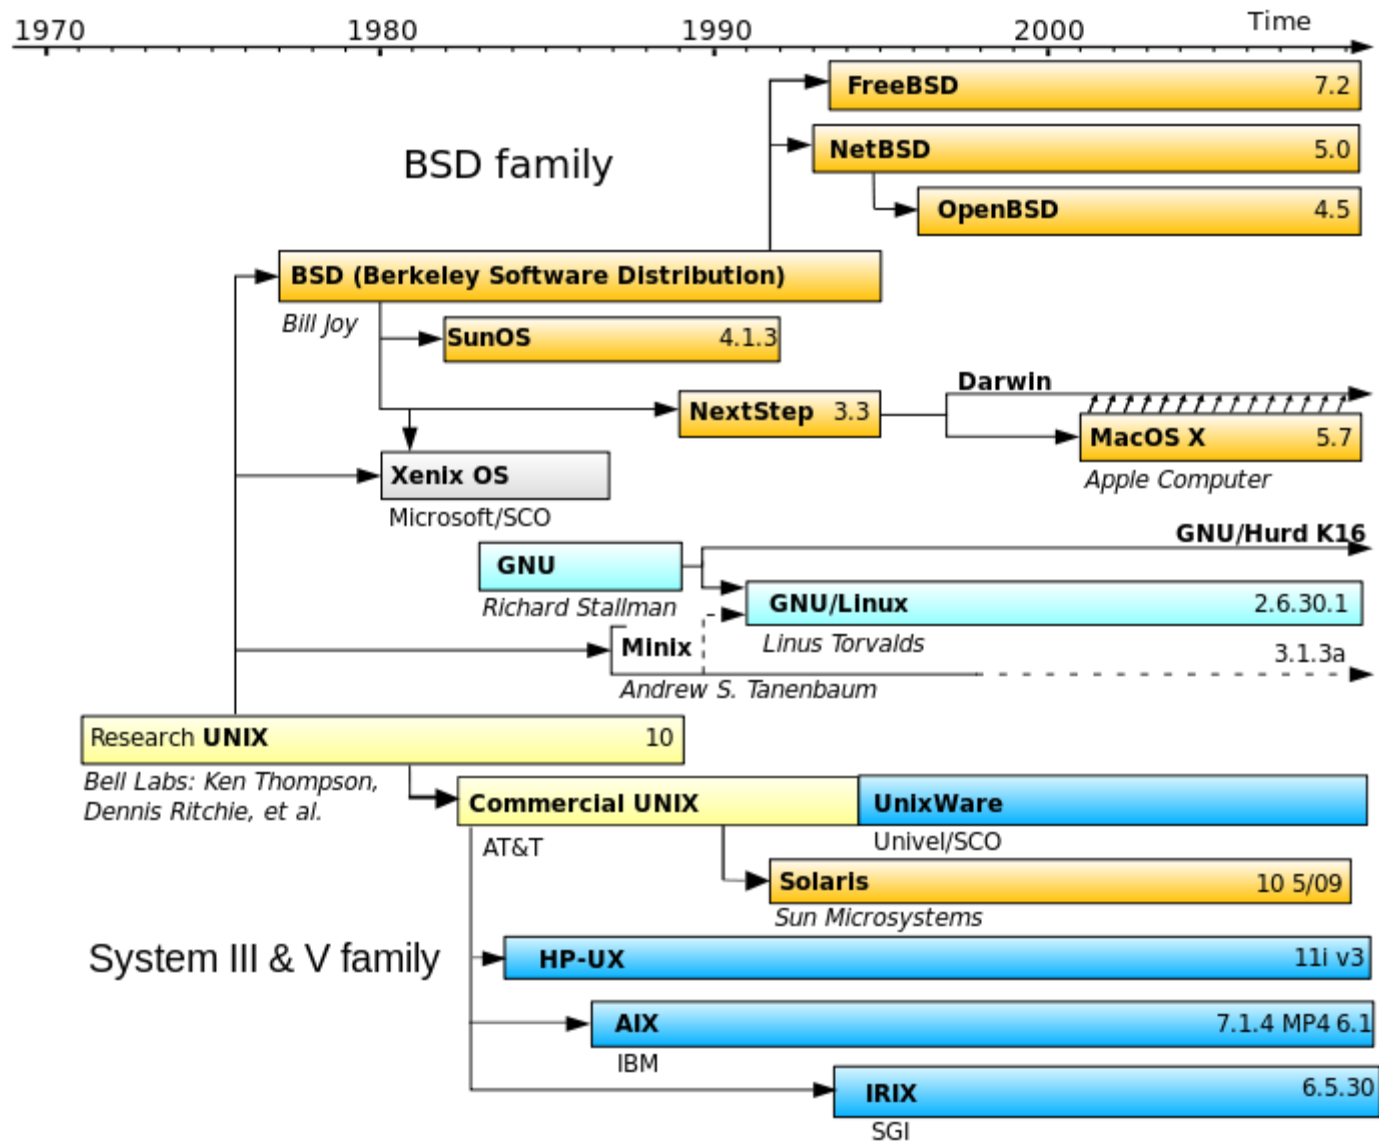 1970 1980 1990 2000 Time
FreeBSD 7.2
NetBSD 5.0
BSD family
OpenBSD 4.5
BSD (Berkeley Software Distribution)
Bill Joy
SunOS 4.1.3
Darwin
NextStep 3.3
MacOS X 5.7
Apple Computer
Xenix OS
Microsoft/SCO
GNU/Hurd K16
GNU
Richard Stallman
GNU/Linux 2.6.30.1
Linus Torvalds
Minix
3.1.3a
Andrew S. Tanenbaum
Research UNIX 10
Bell Labs: Ken Thompson,
Dennis Ritchie, et al.
Commercial UNIX
UnixWare
AT&T
Univel/SCO
Solaris 10 5/09
Sun Microsystems
System III & V family
HP-UX 11i v3
AIX 7.1.4 MP4 6.1
IBM
IRIX 6.5.30
SGI